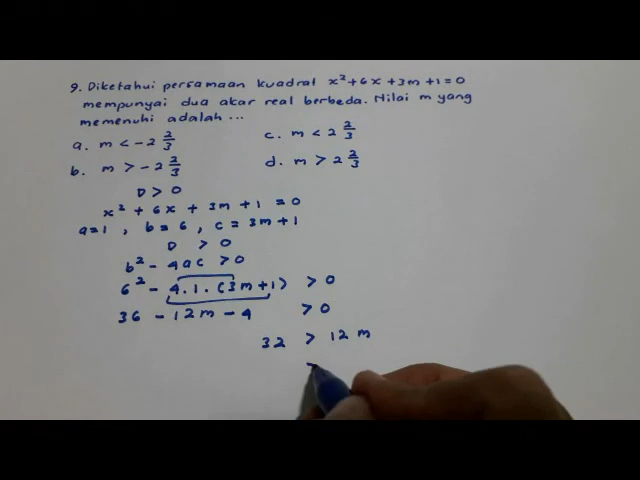 9. Diketahui persamaan kuadrat x²+6x+3m+1=0
mempunyai dua akar real berbeda. Nilai m yang
memenuhi adalah ...
a. m < -2 2/3
c. m < 2 2/3
b. m > -2 2/3
d. m > 2 2/3
D > 0
x² + 6x + 3m + 1 = 0
a=1 , b = 6 , c = 3m+1
D > 0
b² - 4ac > 0
6² - 4.1.(3m+1) > 0
36 - 12m - 4 > 0
32 > 12 m